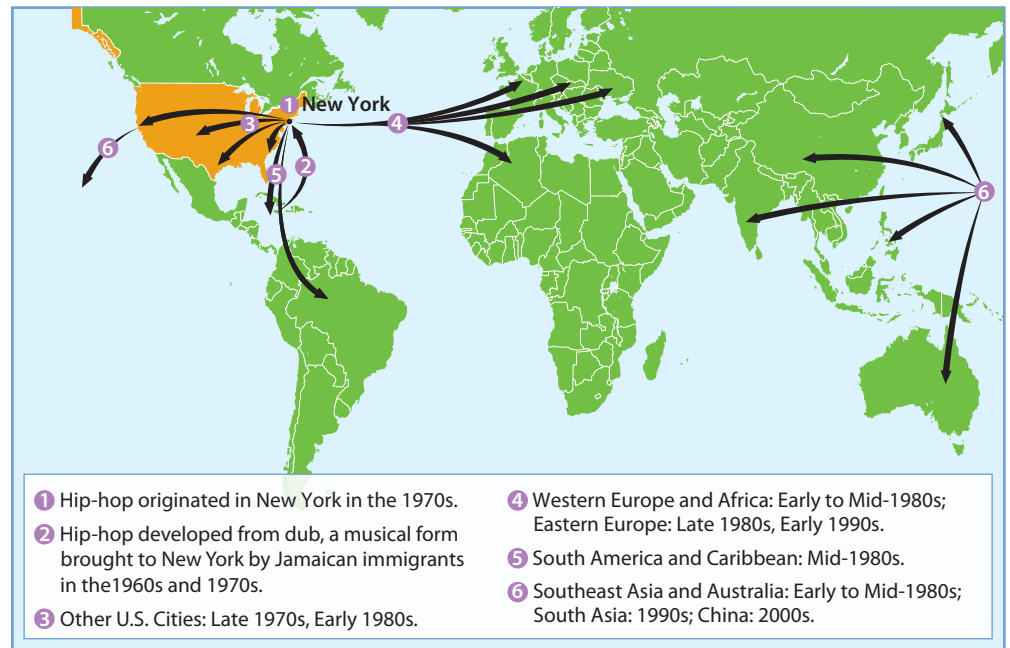 1 New York
4
3
6
5
2
6
1 Hip-hop originated in New York in the 1970s.
2 Hip-hop developed from dub, a musical form
brought to New York by Jamaican immigrants
in the1960s and 1970s.
3 Other U.S. Cities: Late 1970s, Early 1980s.
4 Western Europe and Africa: Early to Mid-1980s;
Eastern Europe: Late 1980s, Early 1990s.
5 South America and Caribbean: Mid-1980s.
6 Southeast Asia and Australia: Early to Mid-1980s;
South Asia: 1990s; China: 2000s.